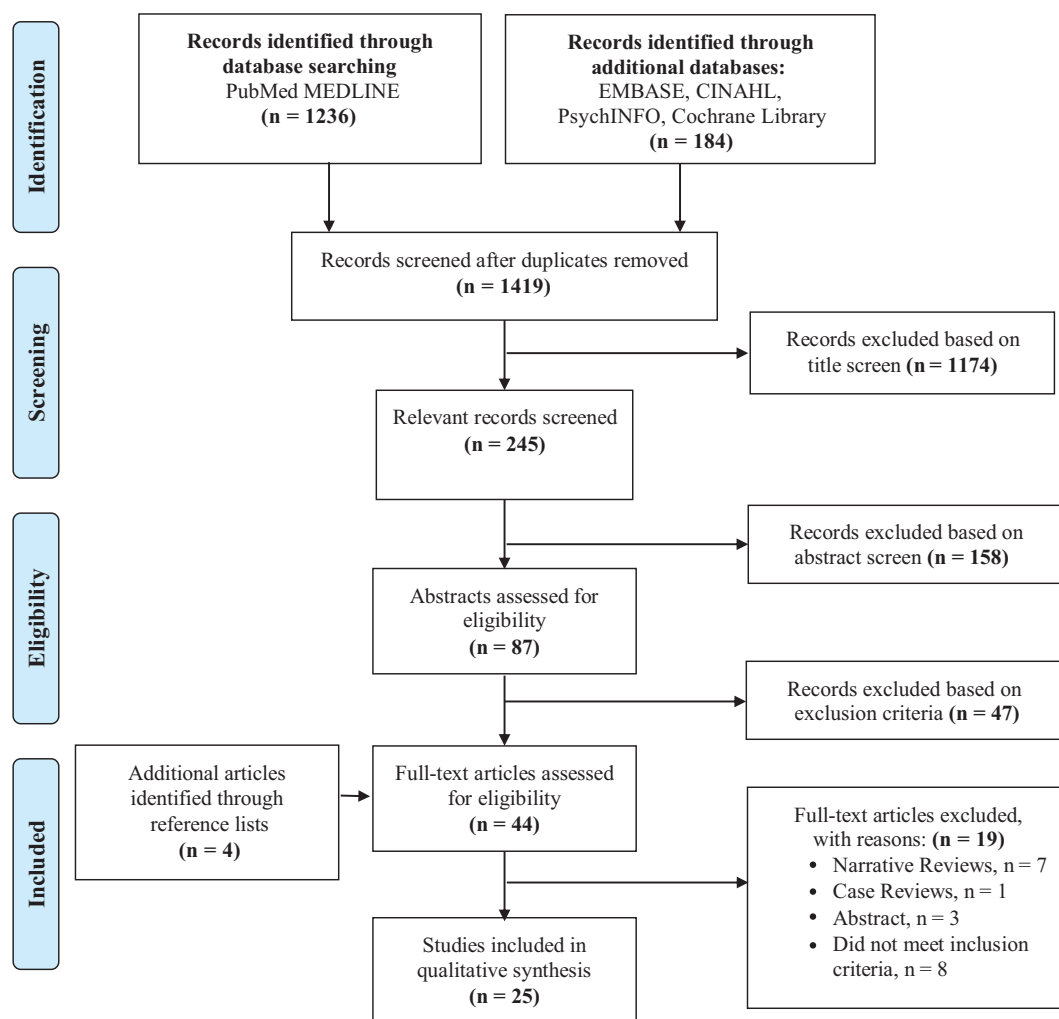 Identification
Records identified through
database searching
PubMed MEDLINE
(n = 1236)
Records identified through
additional databases:
EMBASE, CINAHL,
PsychINFO, Cochrane Library
(n = 184)
Records screened after duplicates removed
(n = 1419)
Screening
Records excluded based on
title screen (n = 1174)
Relevant records screened
(n = 245)
Eligibility
Records excluded based on
abstract screen (n = 158)
Abstracts assessed for
eligibility
(n = 87)
Records excluded based on
exclusion criteria (n = 47)
Included
Additional articles
identified through
reference lists
(n = 4)
Full-text articles assessed
for eligibility
(n = 44)
Full-text articles excluded,
with reasons: (n = 19)
• Narrative Reviews, n = 7
• Case Reviews, n = 1
• Abstract, n = 3
• Did not meet inclusion
criteria, n = 8
Studies included in
qualitative synthesis
(n = 25)